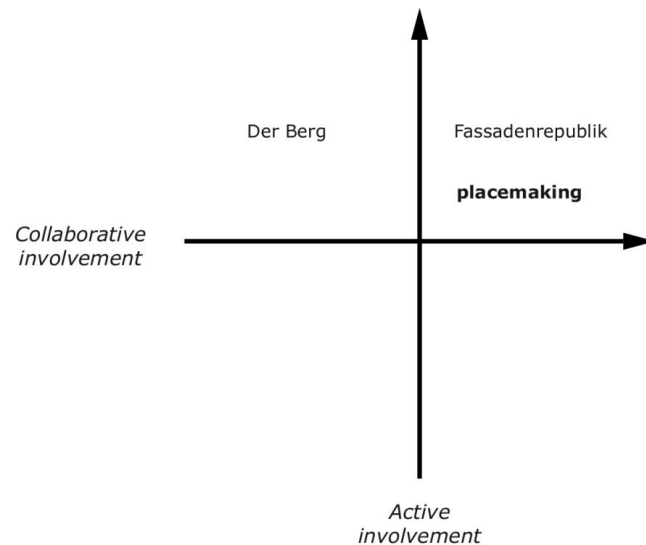 Der Berg
Fassadenrepublik
placemaking
Collaborative
involvement
Active
involvement